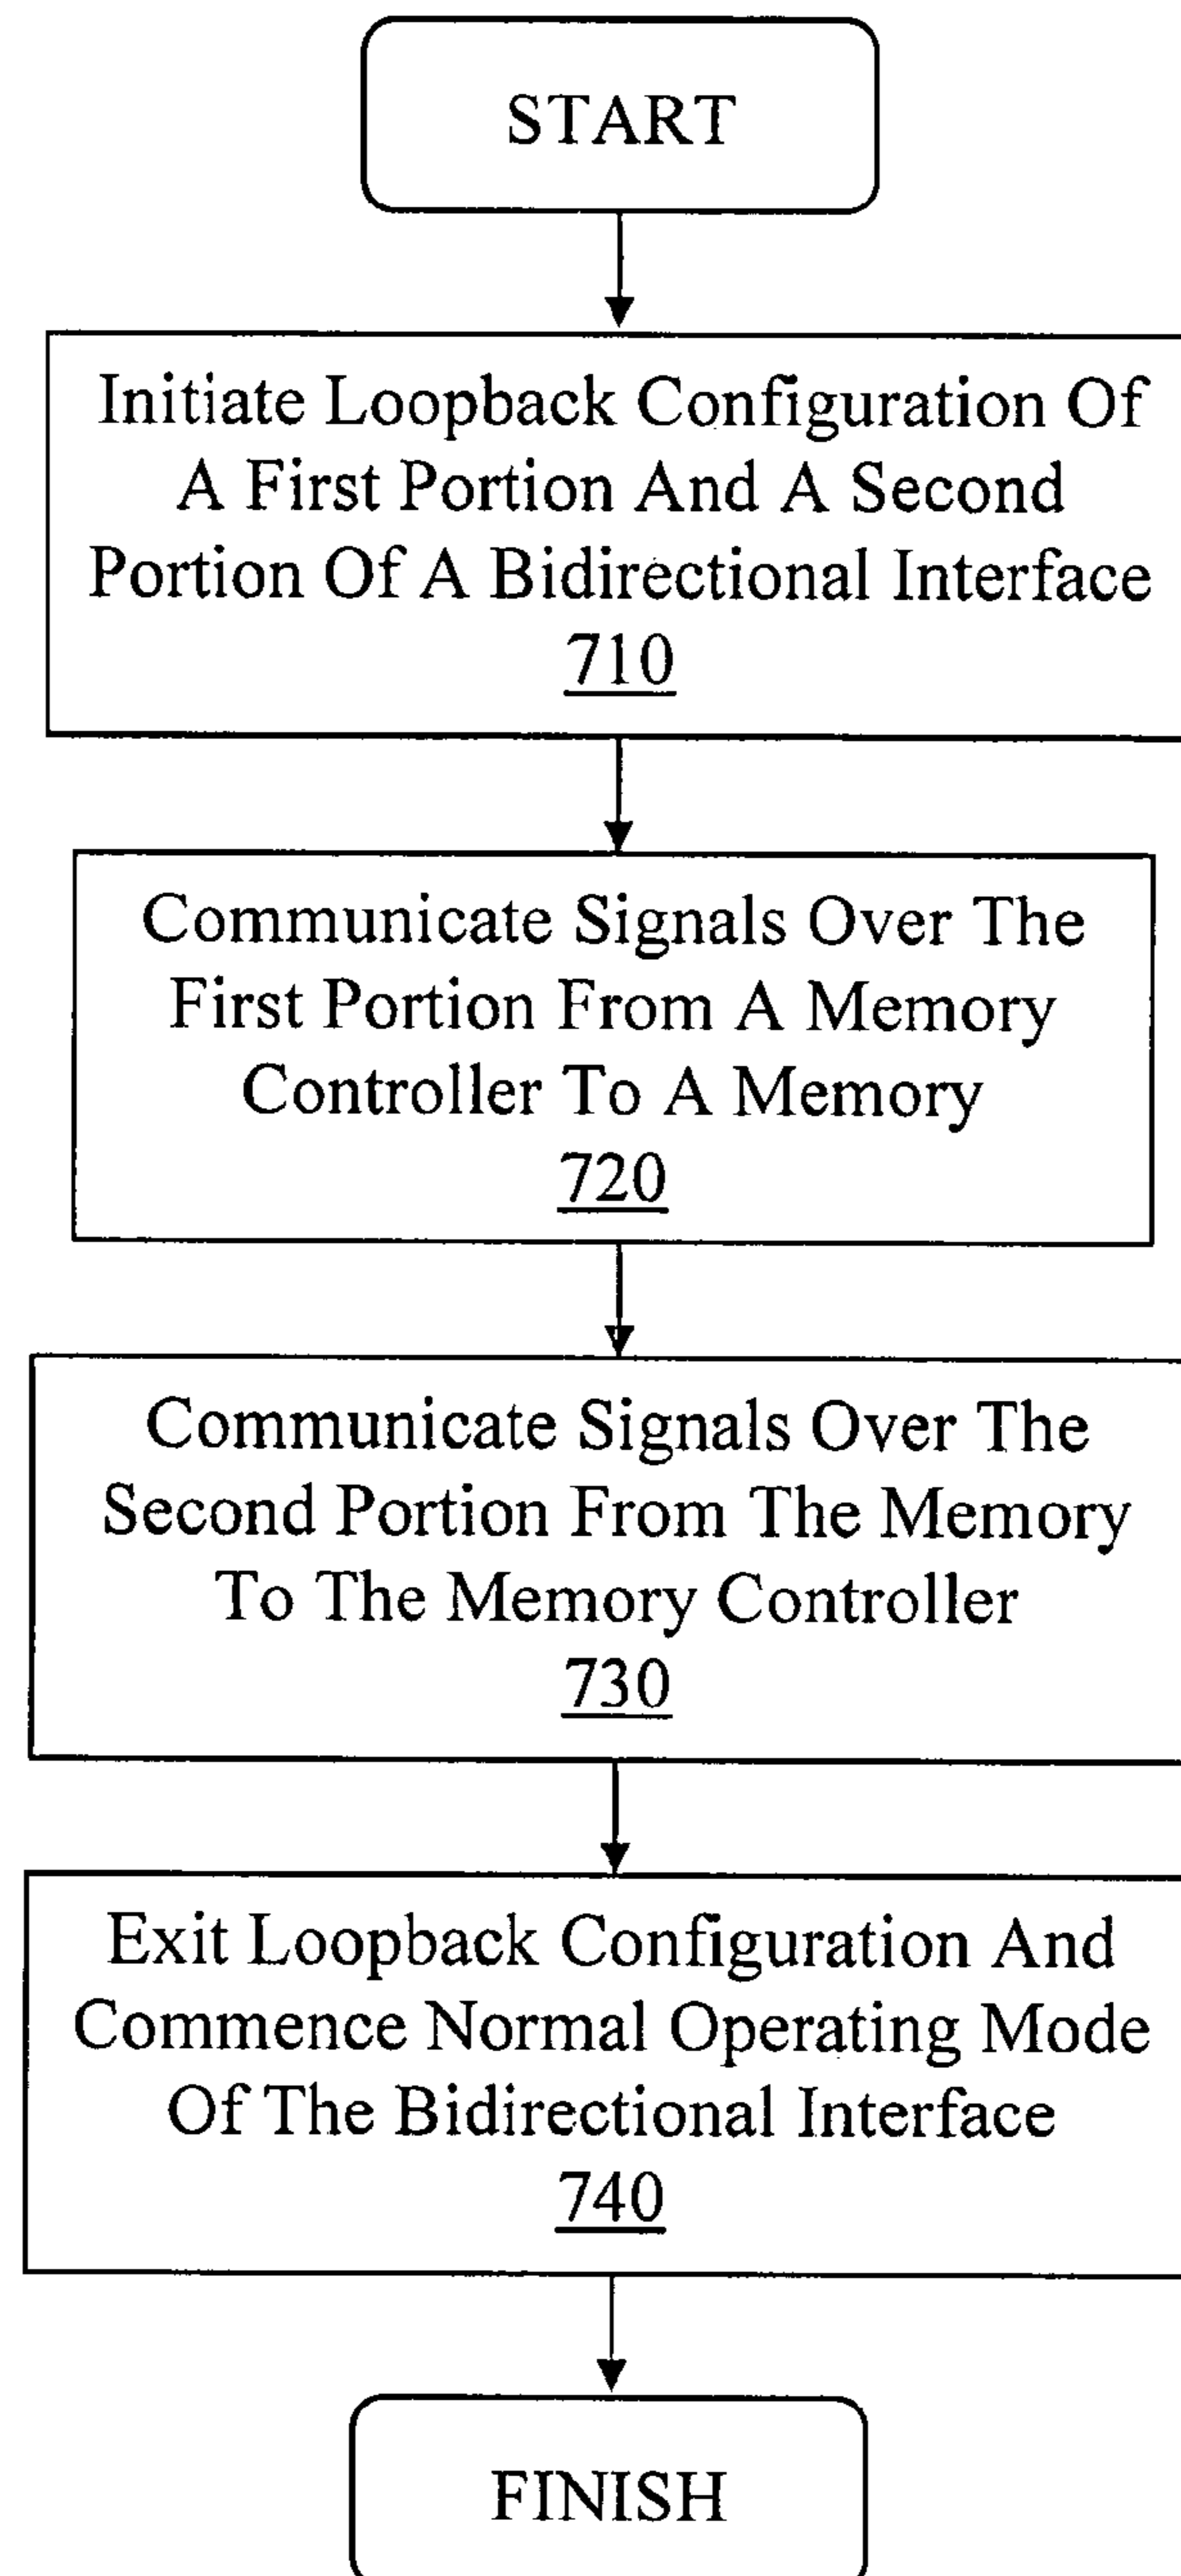 START
Initiate Loopback Configuration Of
A First Portion And A Second
Portion Of A Bidirectional Interface
710
Communicate Signals Over The
First Portion From A Memory
Controller To A Memory
720
Communicate Signals Over The
Second Portion From The Memory
To The Memory Controller
730
Exit Loopback Configuration And
Commence Normal Operating Mode
Of The Bidirectional Interface
740
FINISH